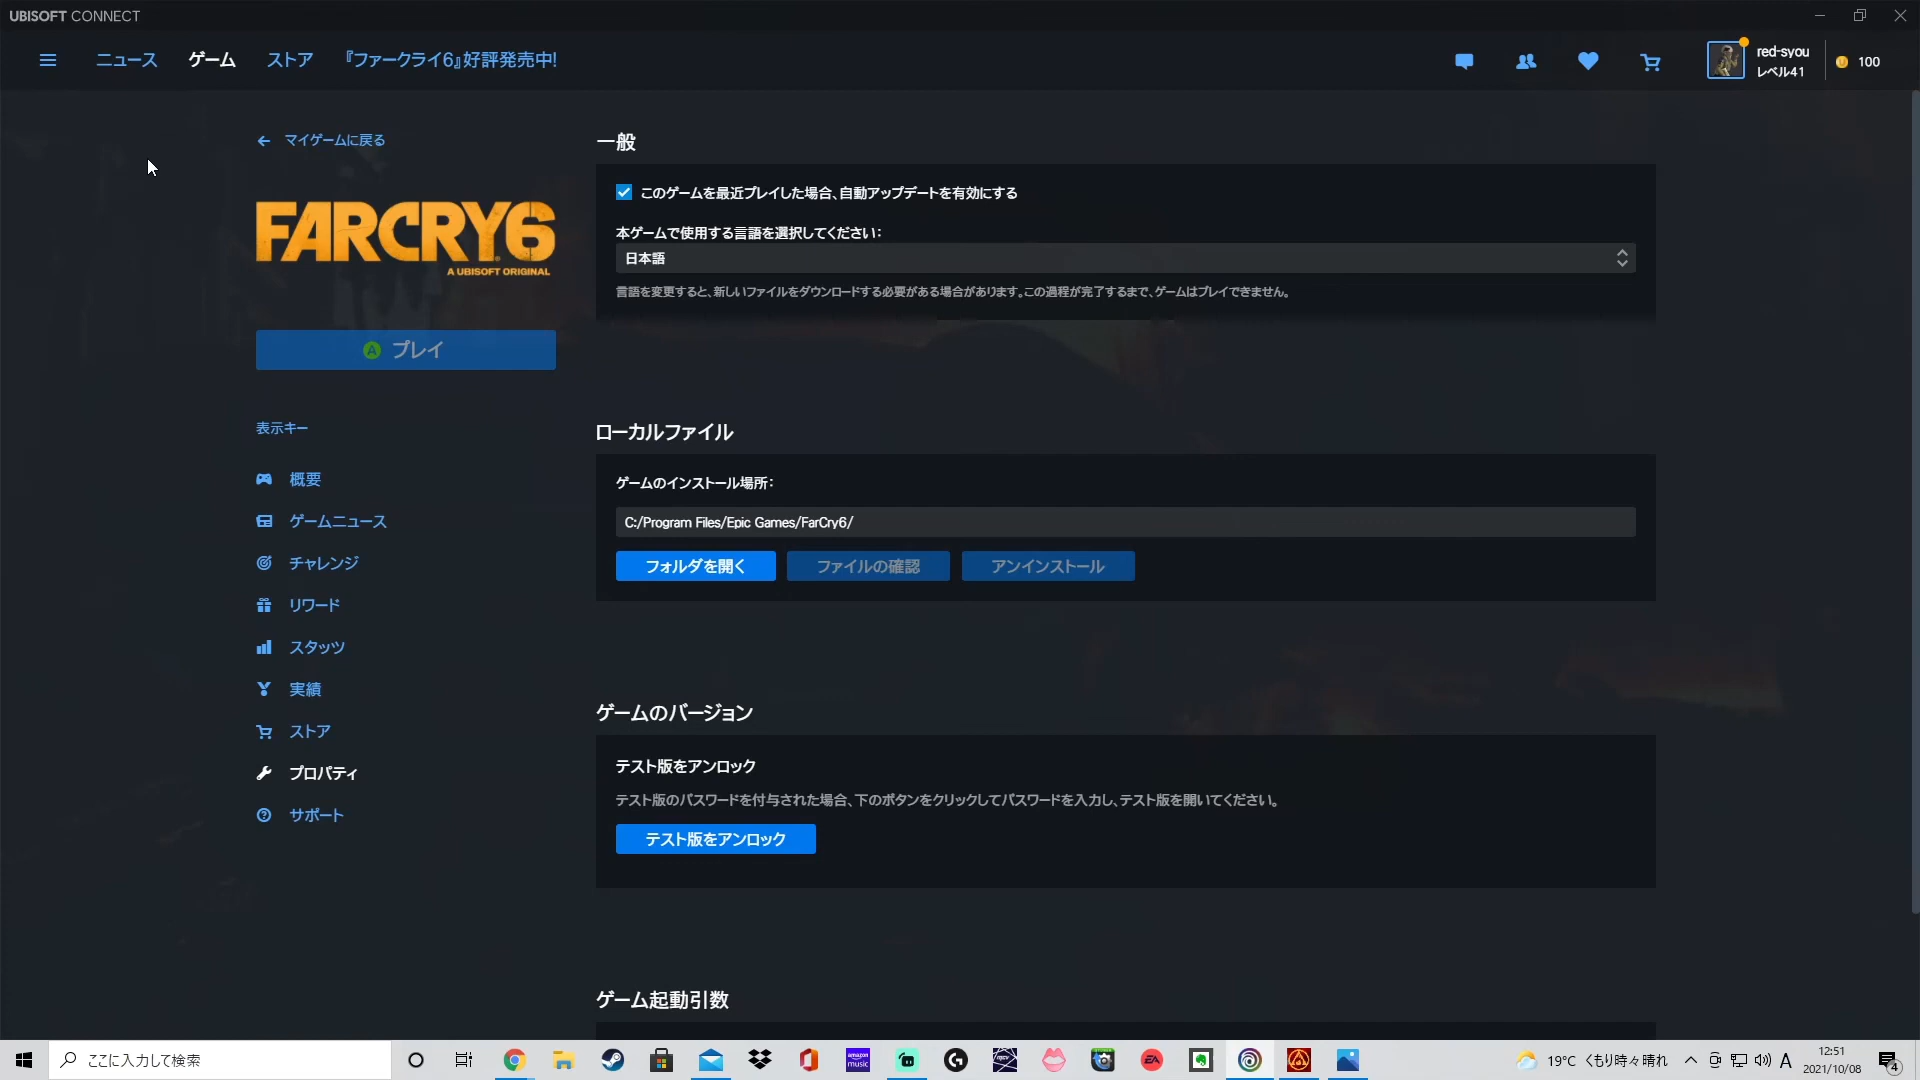 UBISOFT CONNECT
ニュース
ゲーム
ストア
『ファークライ6』好評発売中!
red-syou
レベル41
100
マイゲームに戻る
FARCRY6
A UBISOFT ORIGINAL
A プレイ
表示キー
概要
ゲームニュース
チャレンジ
リワード
スタッツ
実績
ストア
プロパティ
サポート
一般
このゲームを最近プレイした場合、自動アップデートを有効にする
本ゲームで使用する言語を選択してください:
日本語
言語を変更すると、新しいファイルをダウンロードする必要がある場合があります。この過程が完了するまで、ゲームはプレイできません。
ローカルファイル
ゲームのインストール場所:
C:/Program Files/Epic Games/FarCry6/
フォルダを開く
ファイルの確認
アンインストール
ゲームのバージョン
テスト版をアンロック
テスト版のパスワードを付与された場合、下のボタンをクリックしてパスワードを入力し、テスト版を開いてください。
テスト版をアンロック
ゲーム起動引数
ここに入力して検索
amazon music
EA
19°C くもり時々晴れ
A
12:51
2021/10/08
4